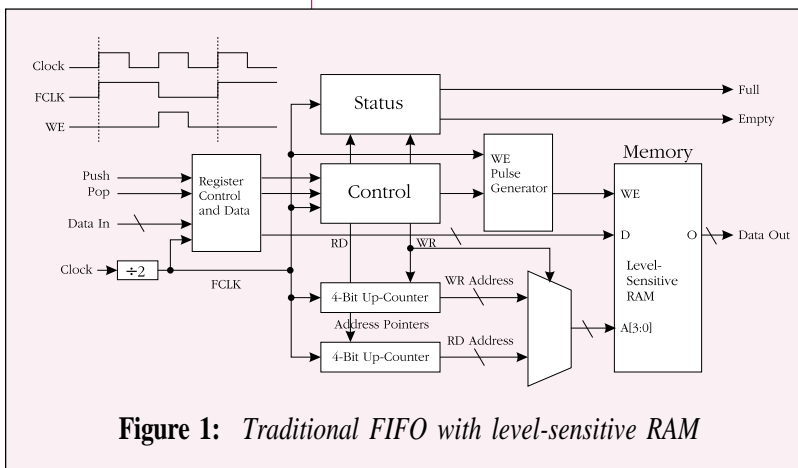 Clock
FCLK
WE
Status
Full
Empty
Push
Pop
Data In
Clock
÷2
Register
Control
and Data
Control
WE
Pulse
Generator
Memory
WE
D
O
Data Out
Level-
Sensitive
RAM
A[3:0]
FCLK
RD
WR
4-Bit Up-Counter
WR Address
Address Pointers
4-Bit Up-Counter
RD Address
Figure 1: Traditional FIFO with level-sensitive RAM